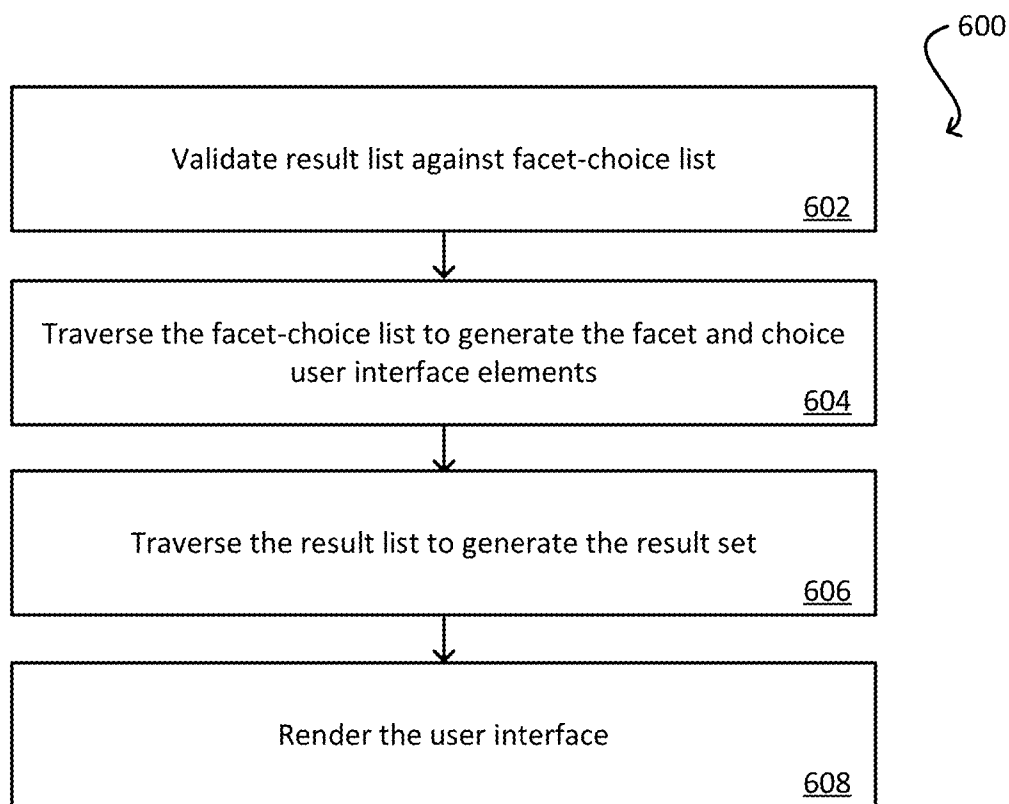 600
Validate result list against facet-choice list
602
Traverse the facet-choice list to generate the facet and choice
user interface elements
604
Traverse the result list to generate the result set
606
Render the user interface
608